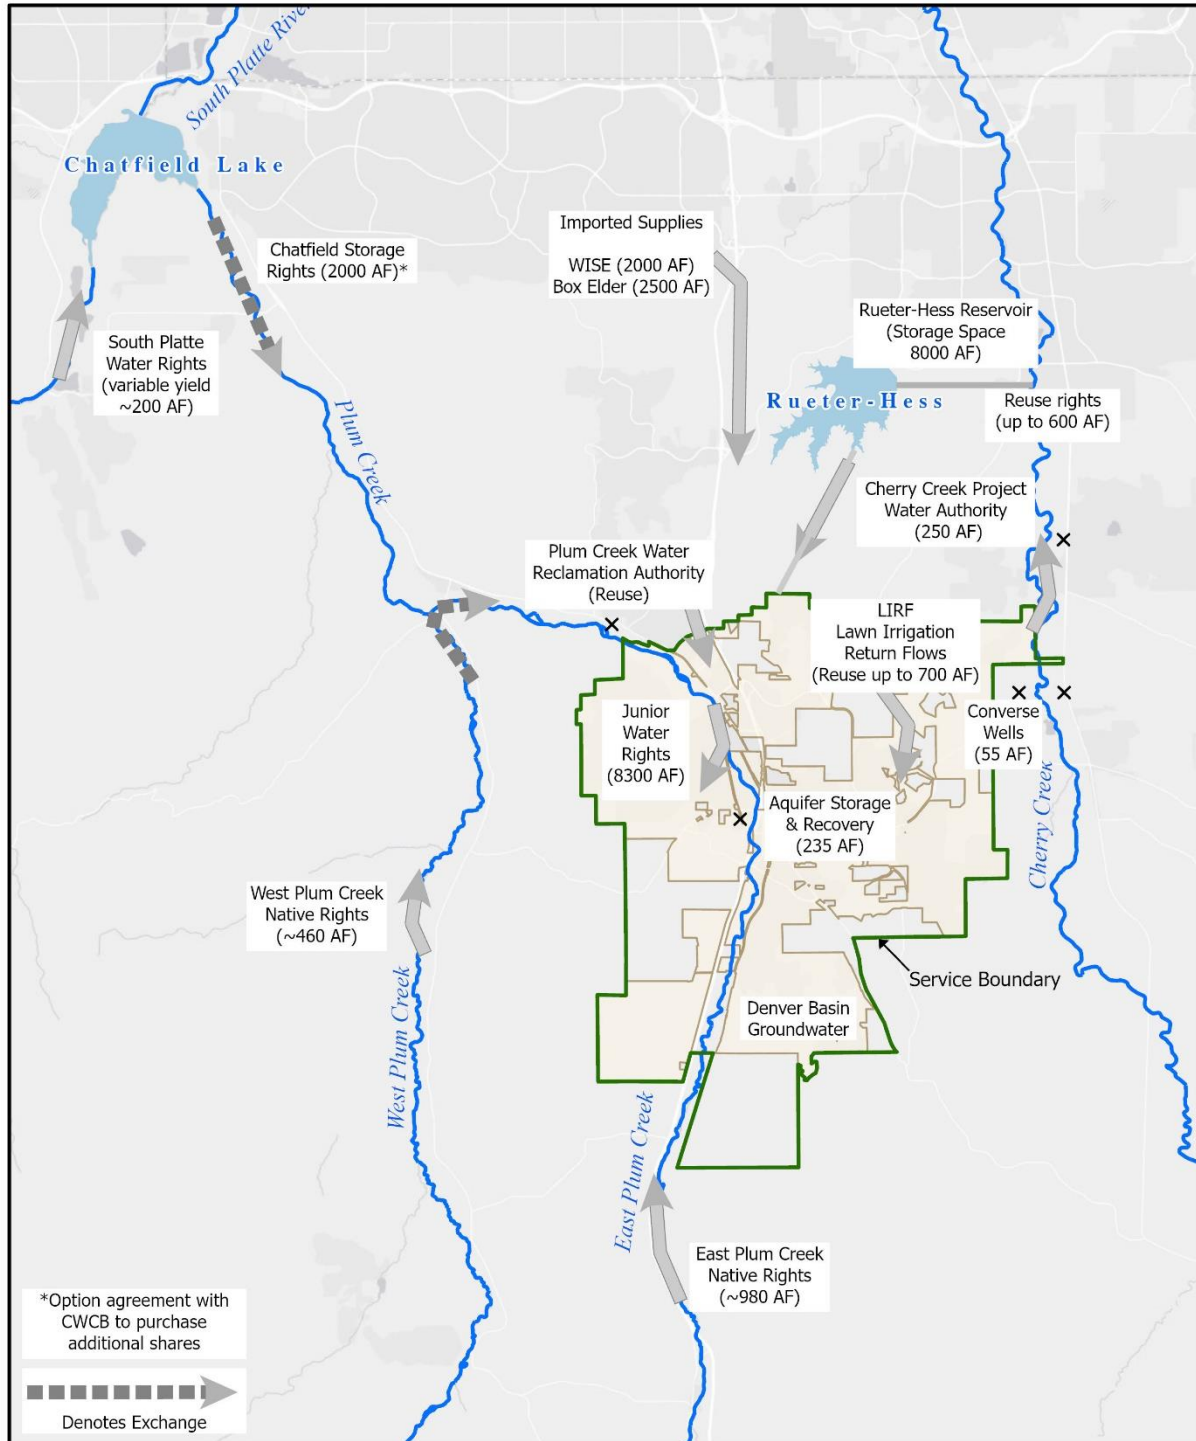 South Platte River
Chatfield Lake
Chatfield Storage
Rights (2000 AF)*
Imported Supplies
WISE (2000 AF)
Box Elder (2500 AF)
South Platte
Water Rights
(variable yield
~200 AF)
Rueter-Hess Reservoir
(Storage Space
8000 AF)
Rueter-Hess
Reuse rights
(up to 600 AF)
Plum Creek
Cherry Creek Project
Water Authority
(250 AF)
Plum Creek Water
Reclamation Authority
(Reuse)
LIRF
Lawn Irrigation
Return Flows
(Reuse up to 700 AF)
Junior
Water
Rights
(8300 AF)
Converse
Wells
(55 AF)
Aquifer Storage
& Recovery
(235 AF)
Cherry Creek
West Plum Creek
Native Rights
(~460 AF)
Service Boundary
Denver Basin
Groundwater
West Plum Creek
East Plum Creek
East Plum Creek
Native Rights
(~980 AF)
*Option agreement with
CWCB to purchase
additional shares
Denotes Exchange